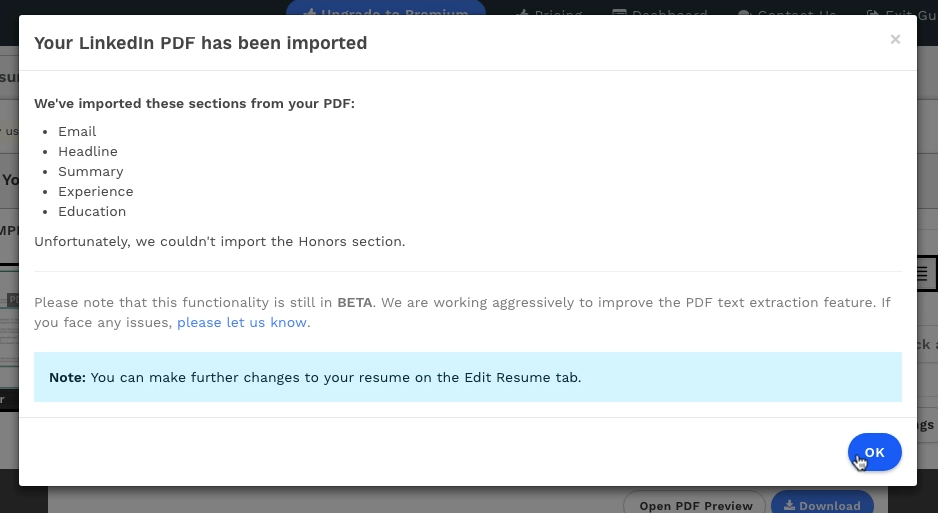 Upgrade to Premium
Pricing
Dashboard
Contact Us
Exit Gu
Your LinkedIn PDF has been imported
×
We've imported these sections from your PDF:
• Email
• Headline
• Summary
• Experience
• Education
Unfortunately, we couldn't import the Honors section.
Please note that this functionality is still in BETA. We are working aggressively to improve the PDF text extraction feature. If
you face any issues, please let us know.
Note: You can make further changes to your resume on the Edit Resume tab.
OK
Open PDF Preview
Download